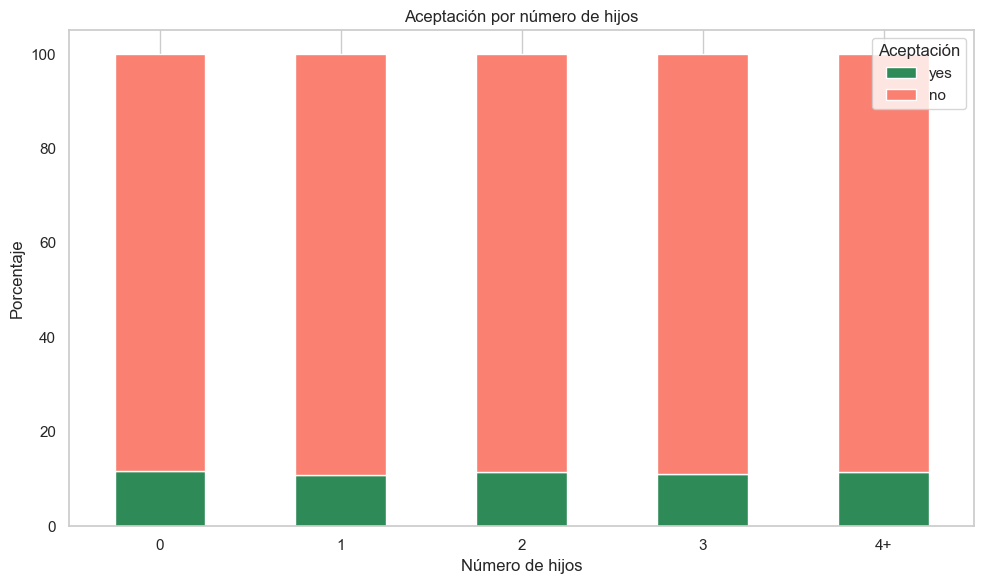 Aceptación por número de hijos
Aceptación
yes
no
100
80
60
40
20
0
Porcentaje
0 1 2 3 4+
Número de hijos